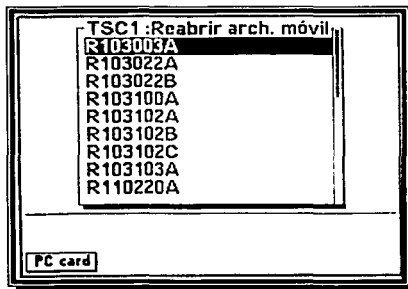 TSC1 :Reabrir arch. móvil
R103003A
R103022A
R103022B
R103100A
R103102A
R103102B
R103102C
R103103A
R110220A
PC card